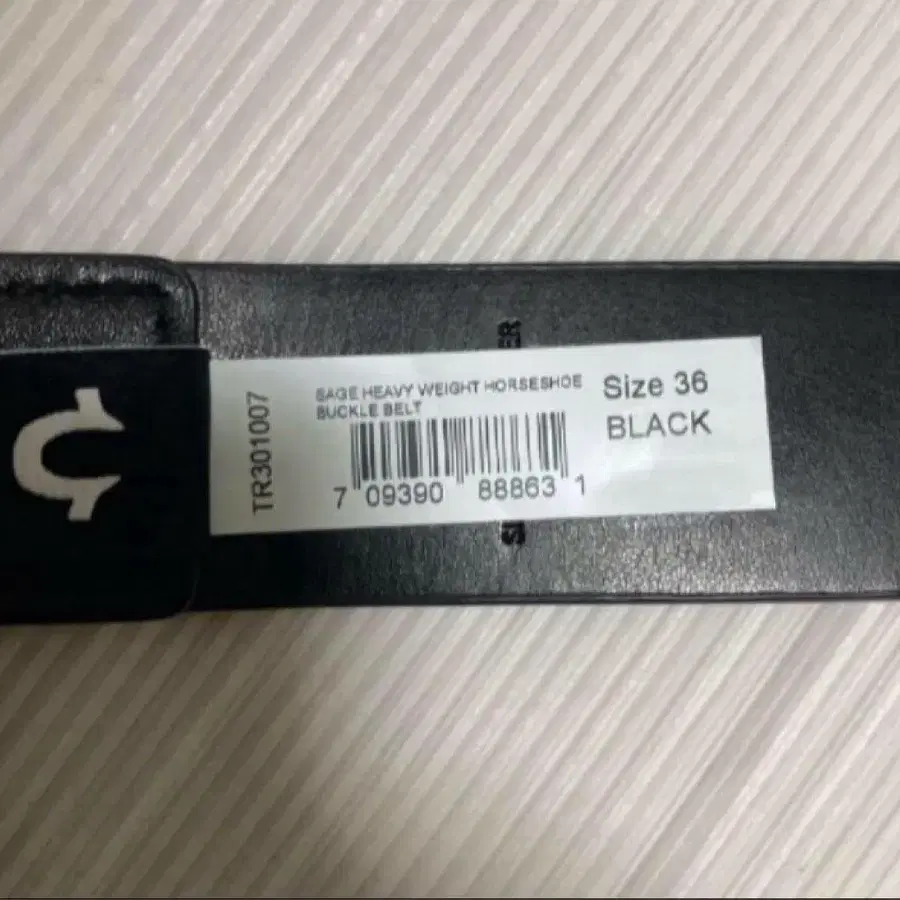 TR301007
SAGE HEAVY WEIGHT HORSESHOE
BUCKLE BELT
7 09390 88863 1
Size 36
BLACK